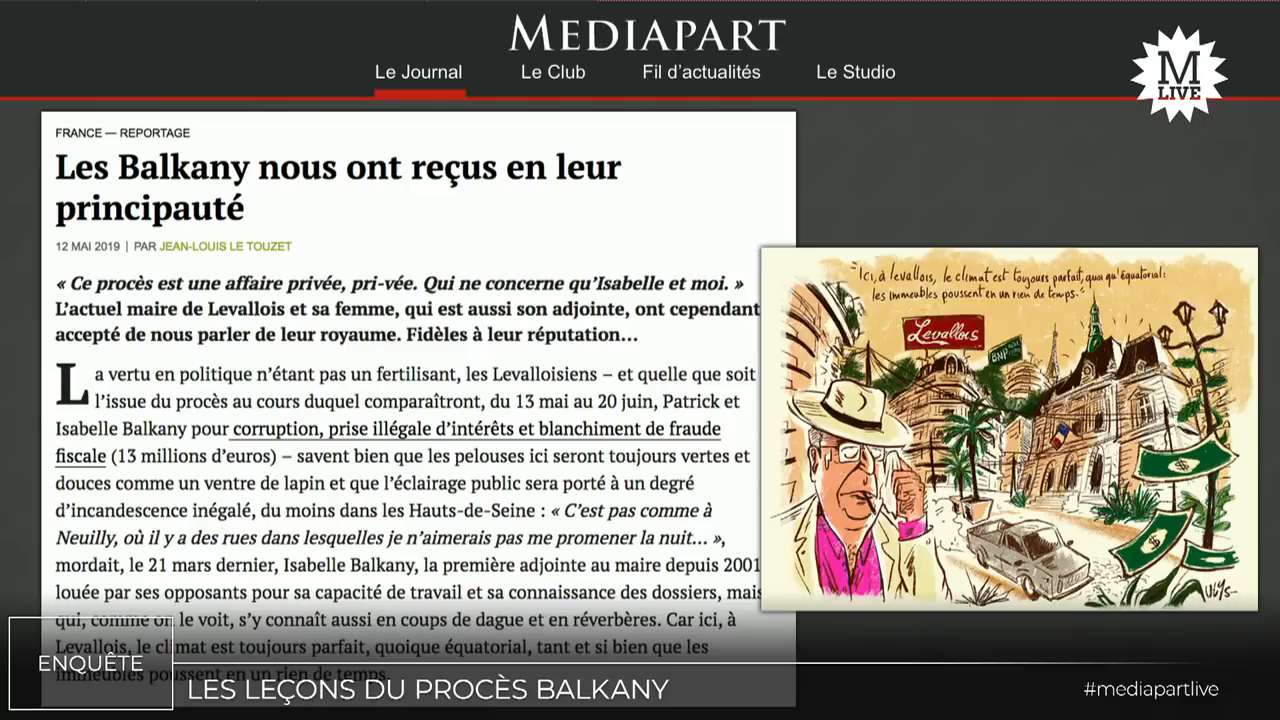 MEDIAPART
Le Journal
Le Club
Fil d'actualités
Le Studio
M
LIVE
FRANCE — REPORTAGE
Les Balkany nous ont reçus en leur
principauté
12 MAI 2019 | PAR JEAN-LOUIS LE TOUZET
« Ce procès est une affaire privée, pri-vée. Qui ne concerne qu'Isabelle et moi. »
L'actuel maire de Levallois et sa femme, qui est aussi son adjointe, ont cependant
accepté de nous parler de leur royaume. Fidèles à leur réputation…
La vertu en politique n'étant pas un fertilisant, les Levalloisiens – et quelle que soit
l'issue du procès au cours duquel comparaîtront, du 13 mai au 20 juin, Patrick et
Isabelle Balkany pour corruption, prise illégale d'intérêts et blanchiment de fraude
fiscale (13 millions d'euros) – savent bien que les pelouses ici seront toujours vertes et
douces comme un ventre de lapin et que l'éclairage public sera porté à un degré
d'incandescence inégalé, du moins dans les Hauts-de-Seine : « C'est pas comme à
Neuilly, où il y a des rues dans lesquelles je n'aimerais pas me promener la nuit… »,
mordait, le 21 mars dernier, Isabelle Balkany, la première adjointe au maire depuis 2001
louée par ses opposants pour sa capacité de travail et sa connaissance des dossiers, mais
qui, comme on le voit, s'y connaît aussi en coups de dague et en réverbères. Car ici, à
Levallois, le climat est toujours parfait, quoique équatorial, tant et si bien que les
immeubles poussent en un rien de temps.
"Ici, à levallois, le climat est toujours parfait, quoi qu'équatorial:
les immeubles poussent en un rien de temps."
Levallois
BNP
$
$
$
ENQUÊTE
LES LEÇONS DU PROCÈS BALKANY
#mediapartlive